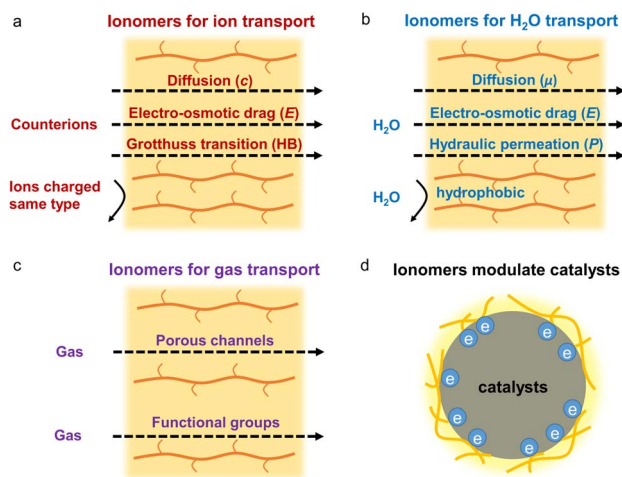 a
Ionomers for ion transport
Diffusion (c)
Counterions
Electro-osmotic drag (E)
Grotthuss transition (HB)
Ions charged
same type
b
Ionomers for H₂O transport
Diffusion (μ)
H₂O
Electro-osmotic drag (E)
Hydraulic permeation (P)
H₂O
hydrophobic
c
Ionomers for gas transport
Gas
Porous channels
Gas
Functional groups
d
Ionomers modulate catalysts
e
e
e
e
e
catalysts
e
e
e
e
e